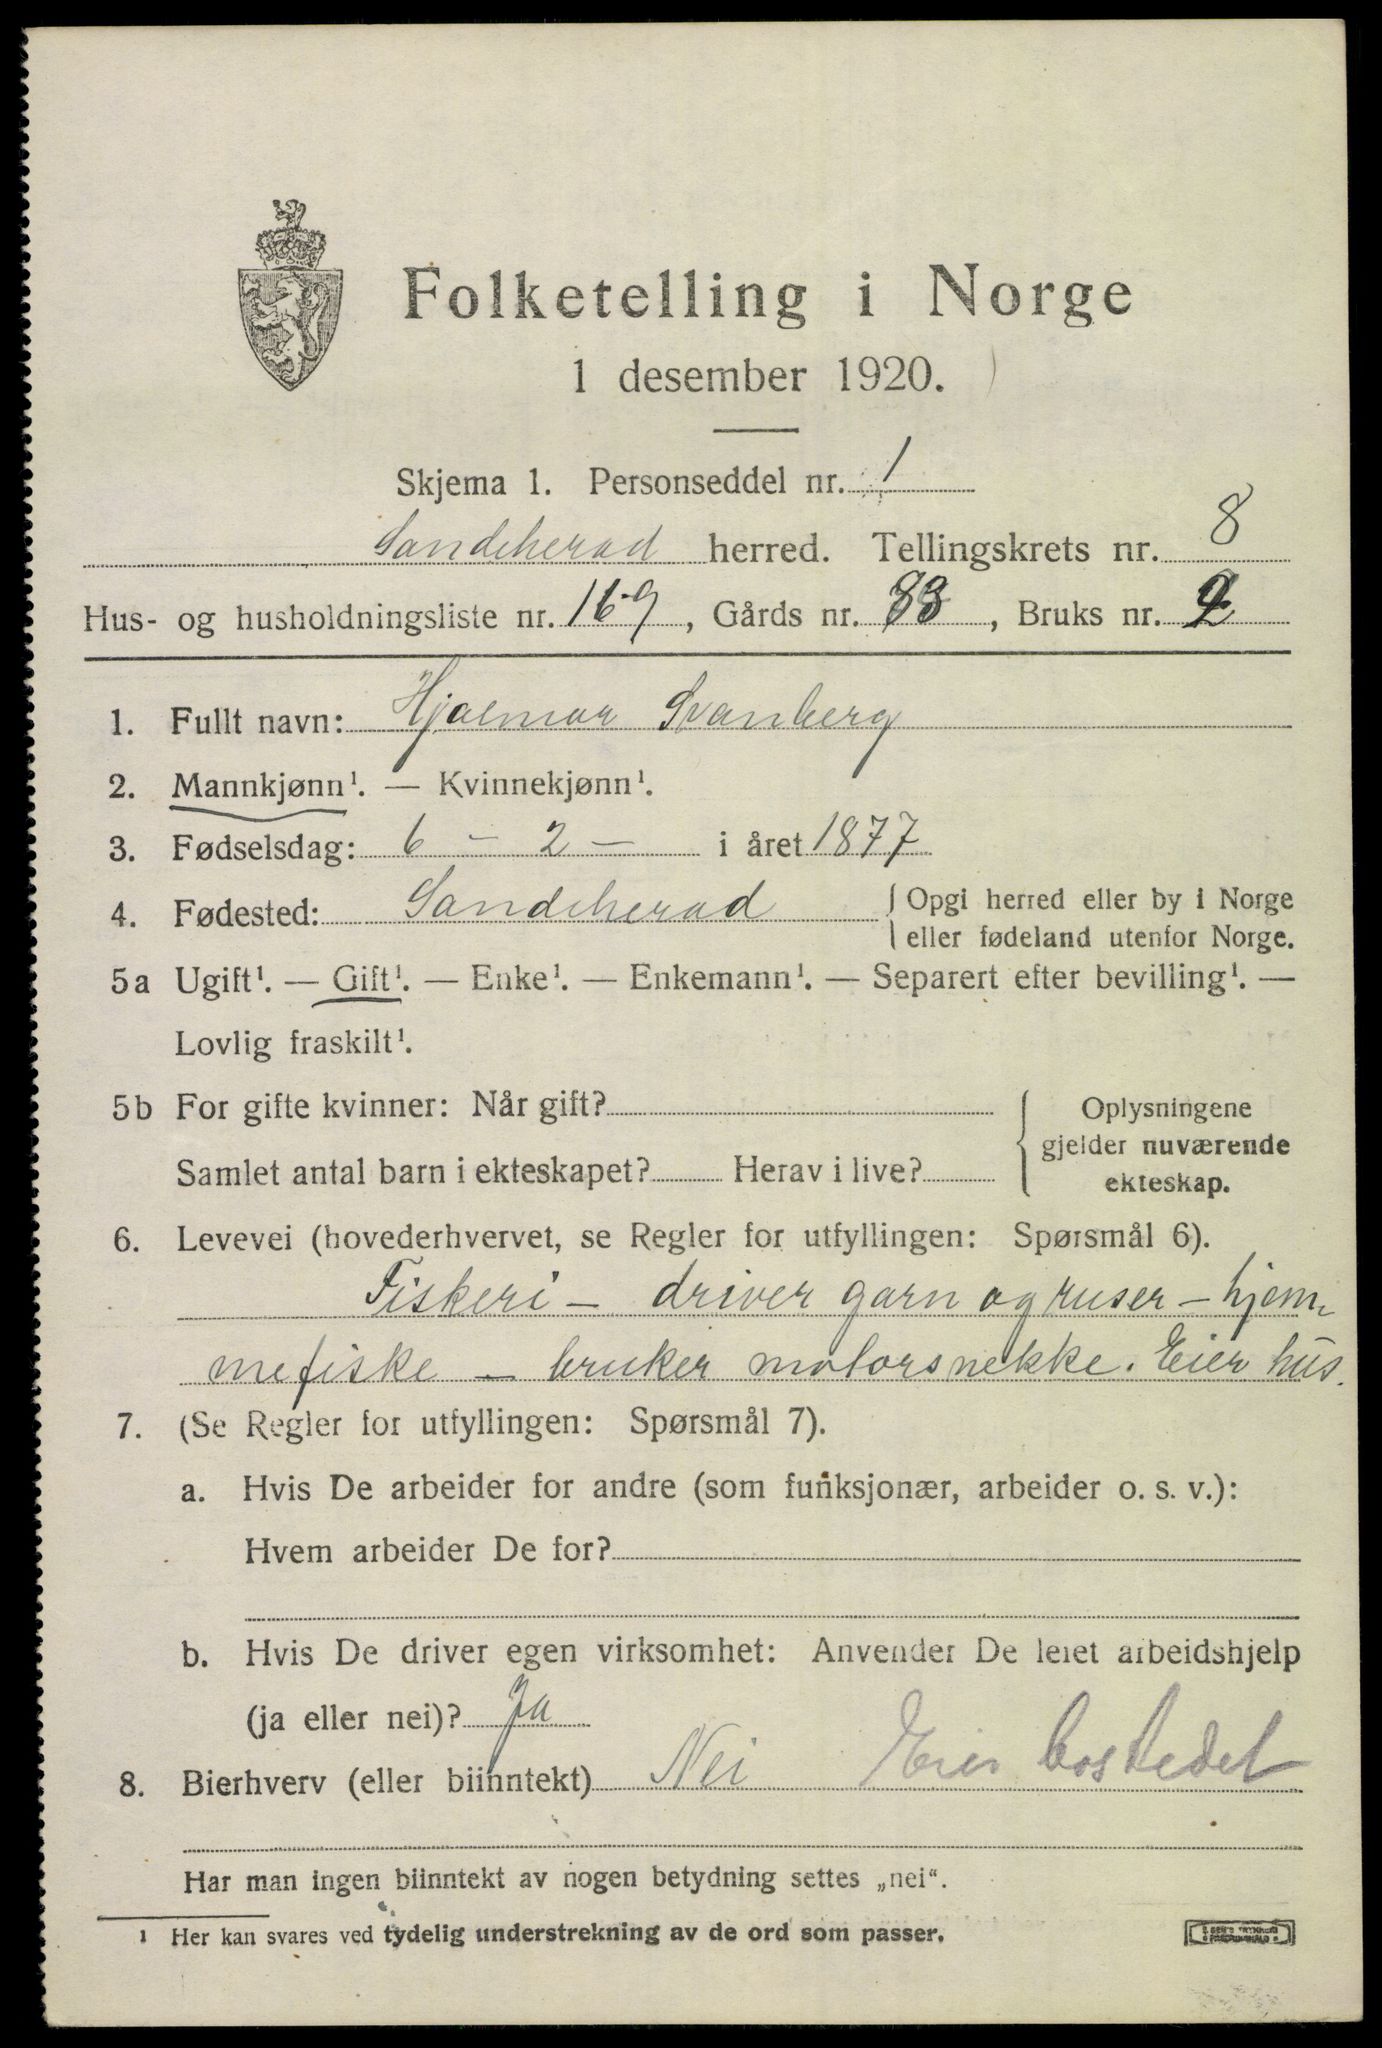 Folketelling i Norge
1 desember 1920.
Skjema 1. Personseddel nr. 1
Sandeherad herred. Tellingskrets nr. 8
Hus- og husholdningsliste nr. 169, Gårds nr. 83, Bruks nr. 2
1. Fullt navn: Hjalmar Svanberg
2. Mannkjønn¹. — Kvinnekjønn¹.
3. Fødselsdag: 6 - 2 - i året 1877
4. Fødested: Sandeherad { Opgi herred eller by i Norge
eller fødeland utenfor Norge.
5a Ugift¹. — Gift¹. — Enke¹. — Enkemann¹. — Separert efter bevilling¹. —
Lovlig fraskilt¹.
5b For gifte kvinner: Når gift? { Oplysningene
gjelder nuværende
Samlet antal barn i ekteskapet? Herav i live? ekteskap.
6. Levevei (hovederhvervet, se Regler for utfyllingen: Spørsmål 6).
Fiskeri - driver garn og ruser - hjem-
mefiske - bruker motorsnekke. Eier hus.
7. (Se Regler for utfyllingen: Spørsmål 7).
a. Hvis De arbeider for andre (som funksjonær, arbeider o. s. v.):
Hvem arbeider De for?
b. Hvis De driver egen virksomhet: Anvender De leiet arbeidshjelp
(ja eller nei)? Ja
8. Bierhverv (eller biinntekt) Nei Eier bostedet
Har man ingen biinntekt av nogen betydning settes „nei“.
1 Her kan svares ved tydelig understrekning av de ord som passer.